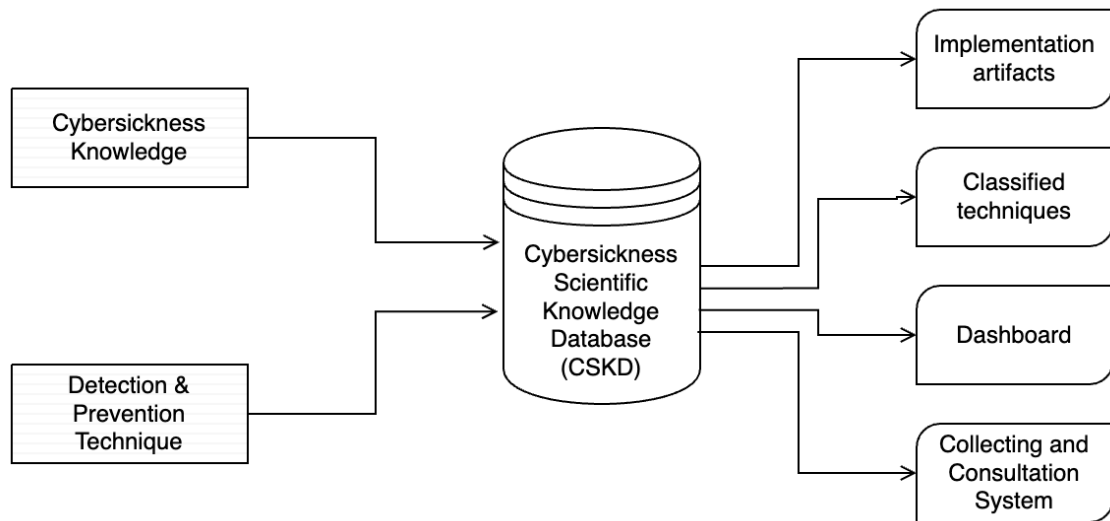 Cybersickness
Knowledge
Detection &
Prevention
Technique
Cybersickness
Scientific
Knowledge
Database
(CSKD)
Implementation
artifacts
Classified
techniques
Dashboard
Collecting and
Consultation
System